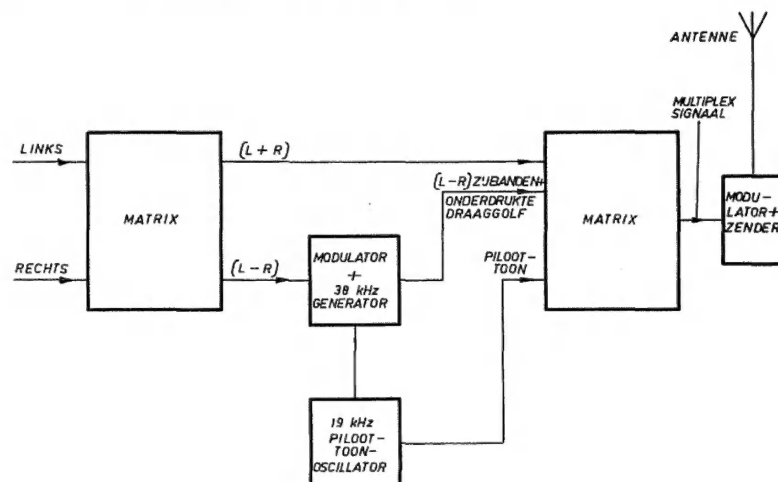 ANTENNE
MULTIPLEX
SIGNAAL
LINKS
(L + R)
(L-R) ZIJBANDEN+
ONDERDRUKTE
DRAAGGOLF
MATRIX
MATRIX
MODU-
LATOR+
ZENDER
RECHTS
(L-R)
MODULATOR
+
38 kHz
GENERATOR
PILOOT-
TOON
19 kHz
PILOOT-
TOON-
OSCILLATOR